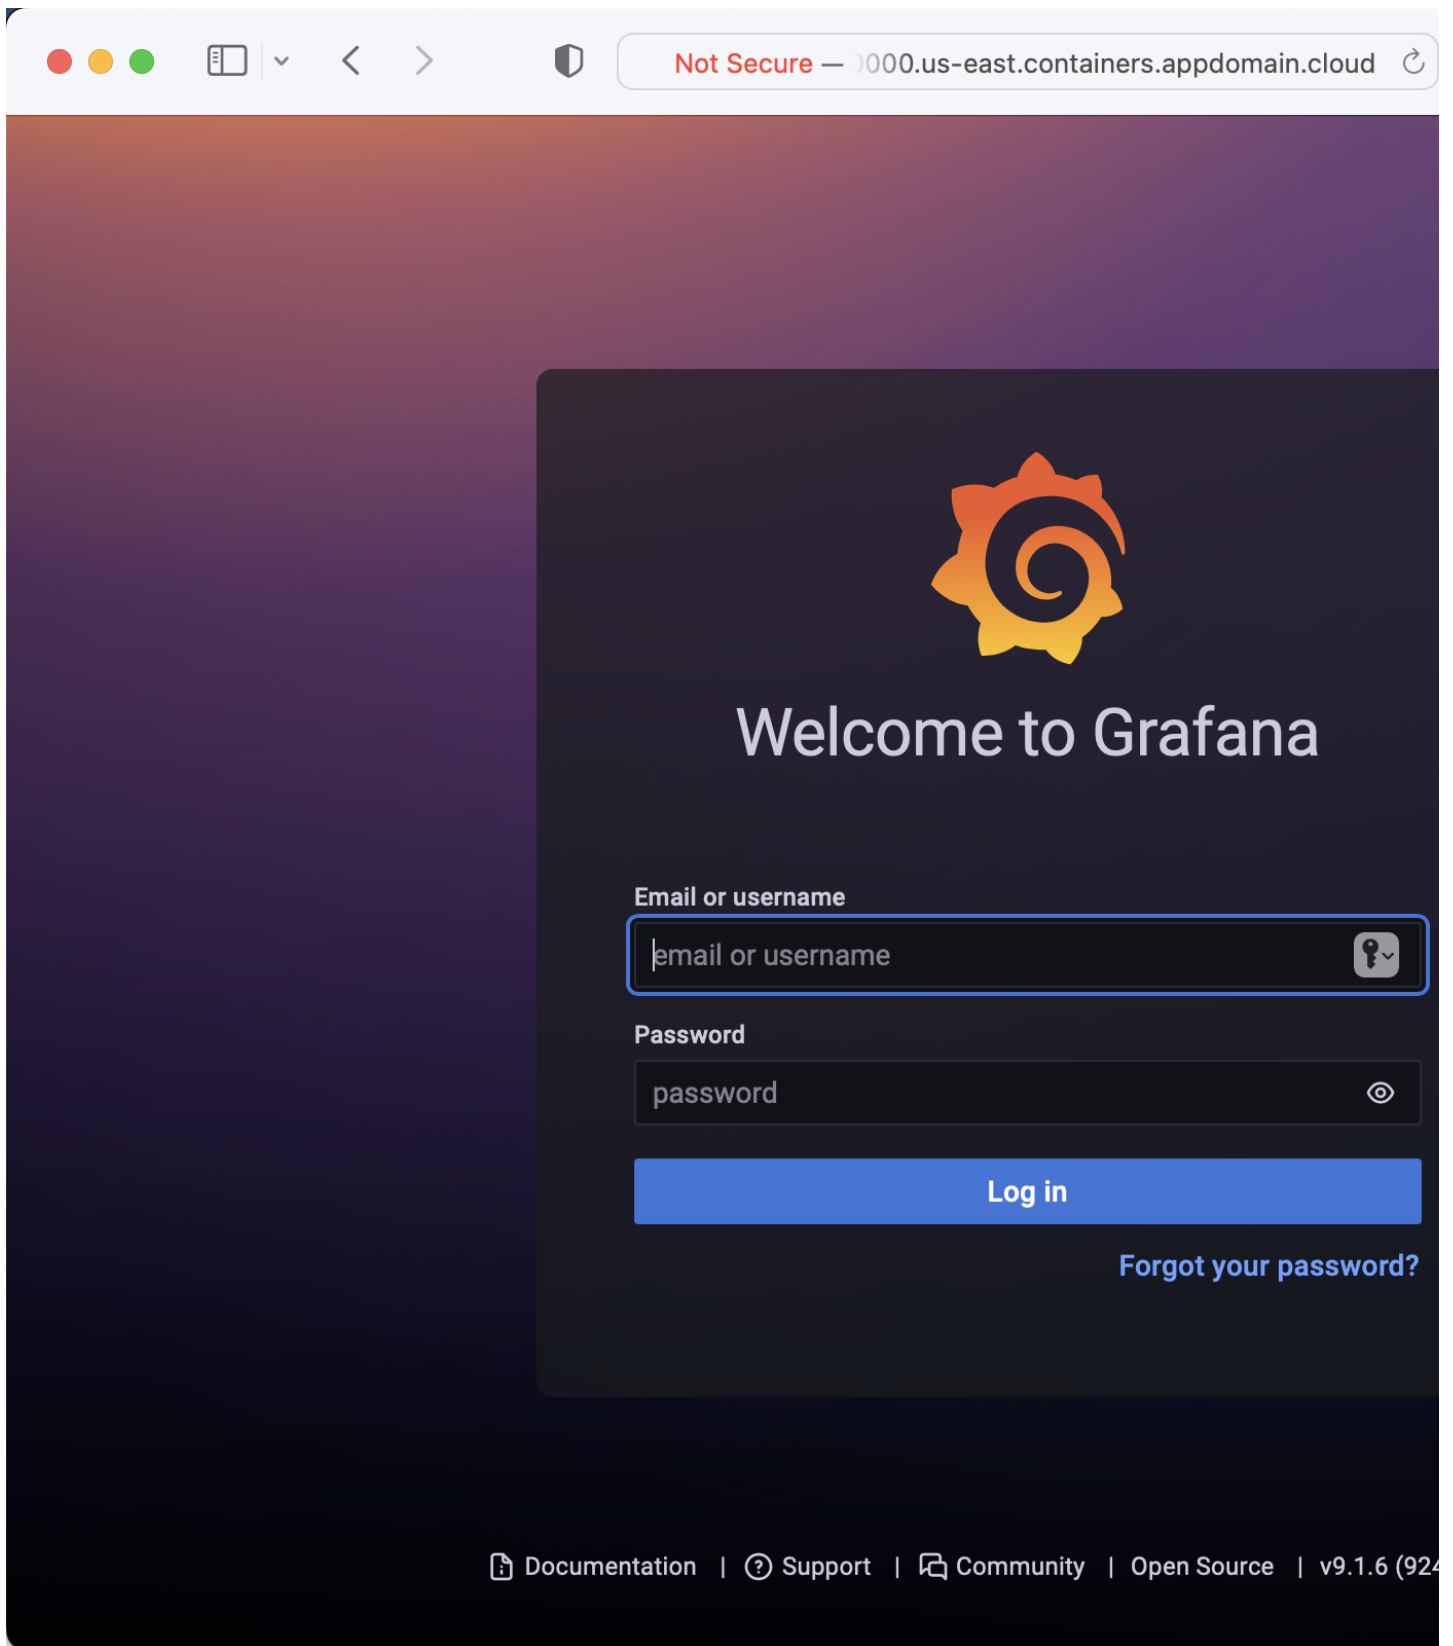 Not Secure — 000.us-east.containers.appdomain.cloud
Welcome to Grafana
Email or username
email or username
Password
password
Log in
Forgot your password?
Documentation | Support | Community | Open Source | v9.1.6 (924